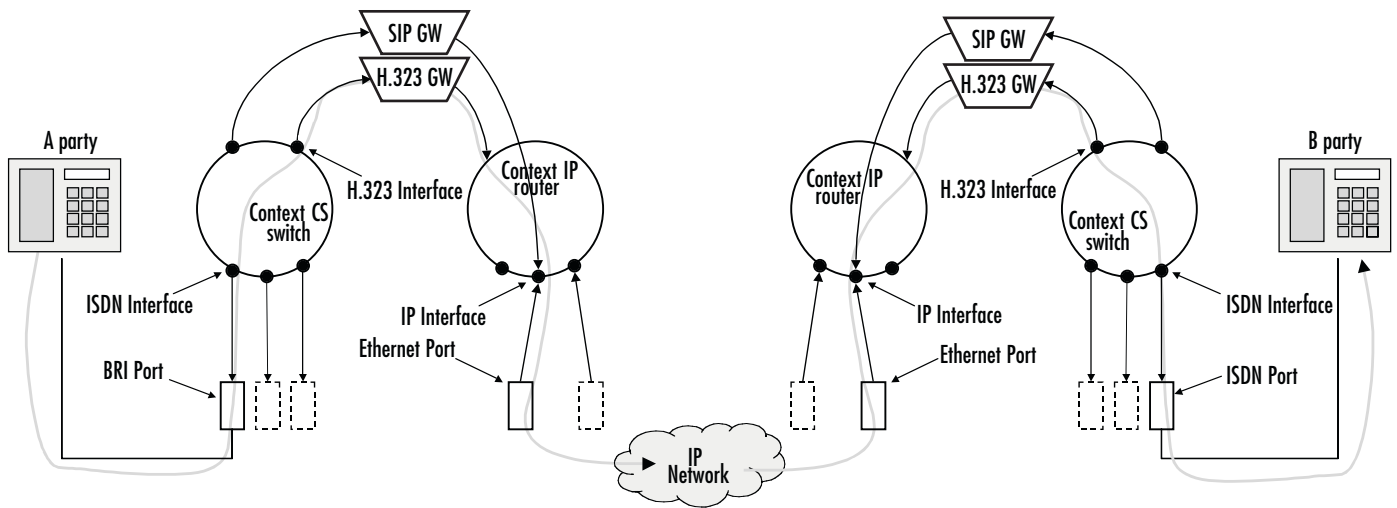 SIP GW
H.323 GW
A party
H.323 Interface
Context CS
switch
Context IP
router
ISDN Interface
IP Interface
Ethernet Port
BRI Port
IP
Network
SIP GW
H.323 GW
B party
Context IP
router
H.323 Interface
Context CS
switch
IP Interface
ISDN Interface
Ethernet Port
ISDN Port